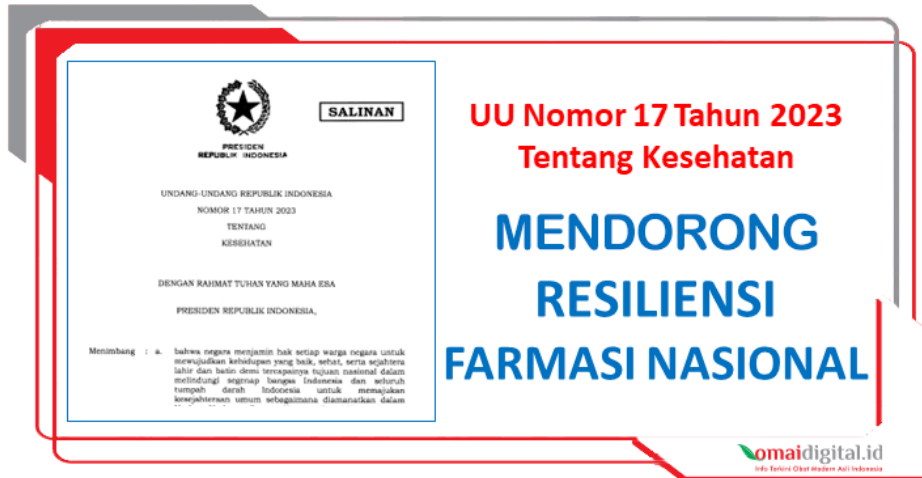 SALINAN
PRESIDEN
REPUBLIK INDONESIA
UNDANG-UNDANG REPUBLIK INDONESIA
NOMOR 17 TAHUN 2023
TENTANG
KESEHATAN
DENGAN RAHMAT TUHAN YANG MAHA ESA
PRESIDEN REPUBLIK INDONESIA,
Menimbang : a. bahwa negara menjamin hak setiap warga negara untuk
mewujudkan kehidupan yang baik, sehat, serta sejahtera
lahir dan batin demi tercapainya tujuan nasional dalam
melindungi segenap bangsa Indonesia dan seluruh
tumpah darah Indonesia untuk memajukan
kesejahteraan umum sebagaimana diamanatkan dalam
UU Nomor 17 Tahun 2023
Tentang Kesehatan
MENDORONG
RESILIENSI
FARMASI NASIONAL
omaidigital.id
Info Terkini Obat Modern Asli Indonesia